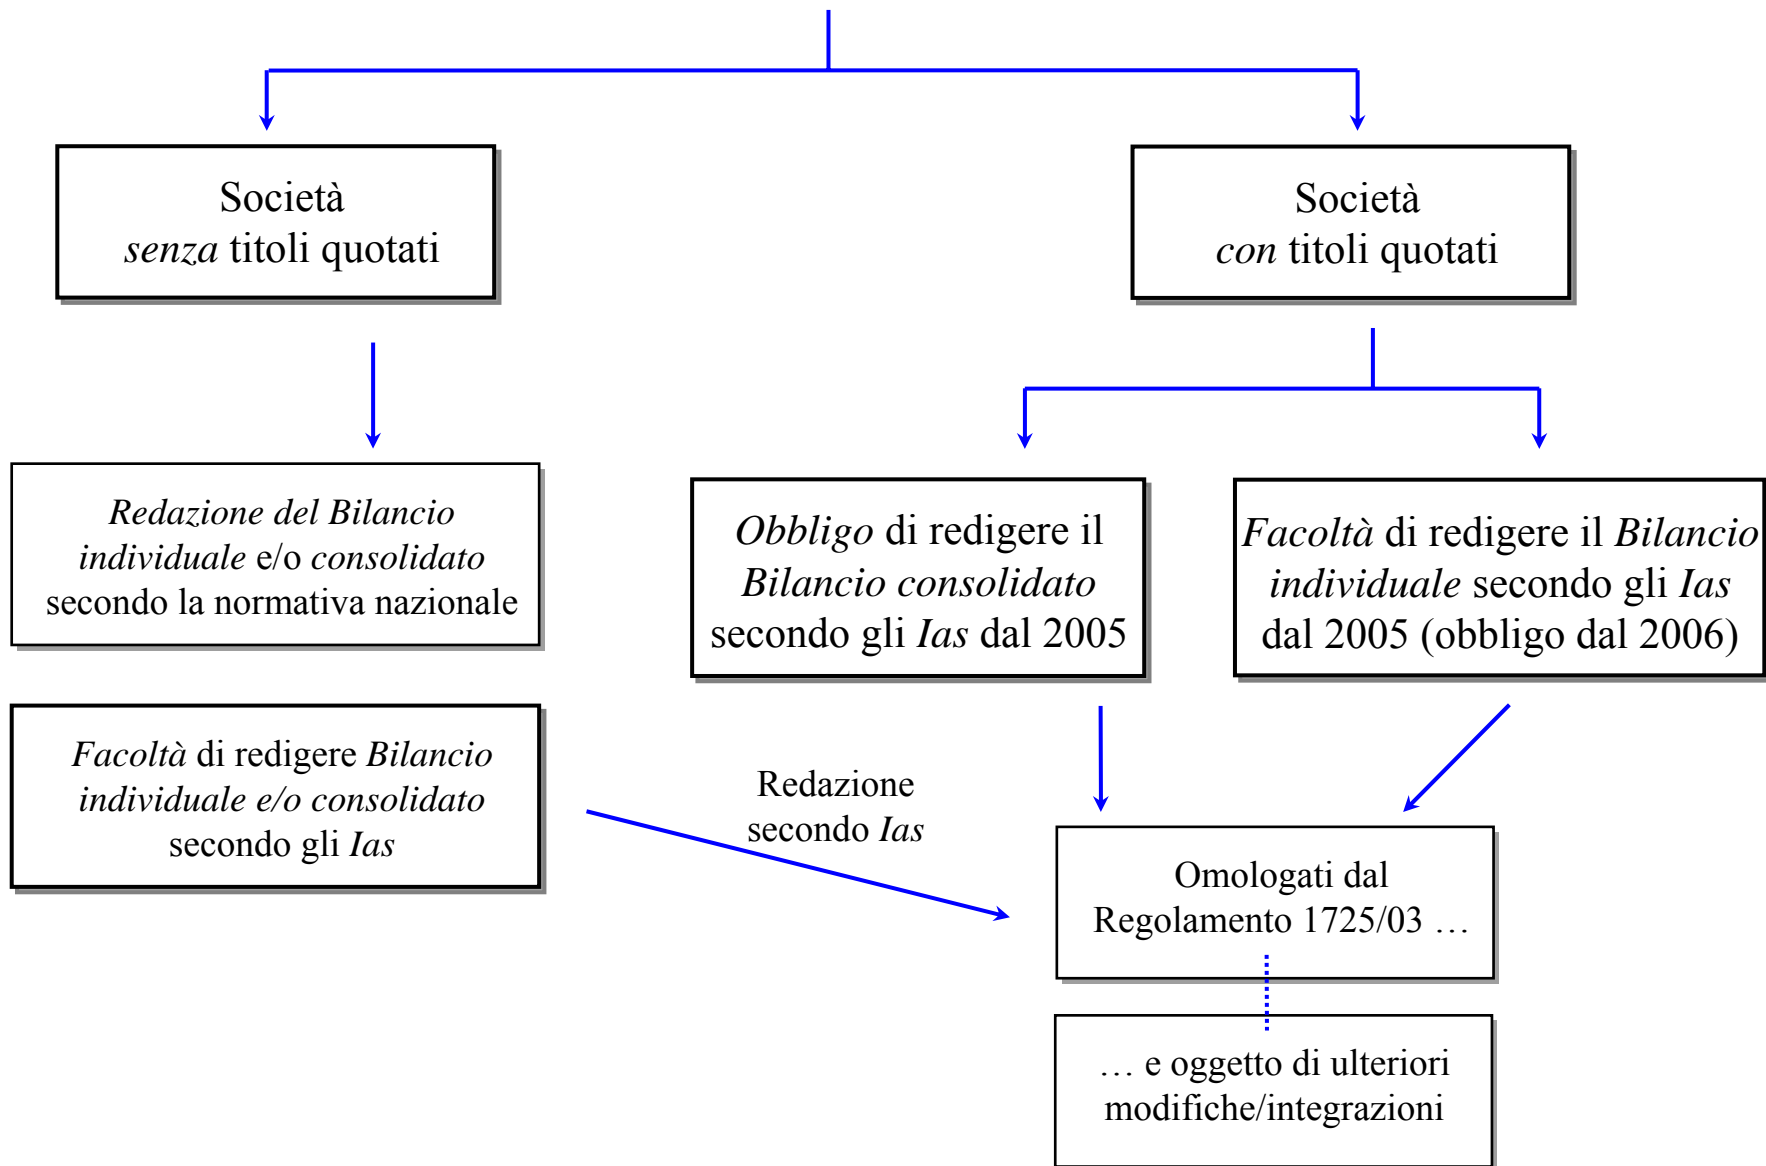 Società
senza titoli quotati
Società
con titoli quotati
Redazione del Bilancio
individuale e/o consolidato
secondo la normativa nazionale
Obbligo di redigere il
Bilancio consolidato
secondo gli Ias dal 2005
Facoltà di redigere il Bilancio
individuale secondo gli Ias
dal 2005 (obbligo dal 2006)
Facoltà di redigere Bilancio
individuale e/o consolidato
secondo gli Ias
Redazione
secondo Ias
Omologati dal
Regolamento 1725/03 …
… e oggetto di ulteriori
modifiche/integrazioni